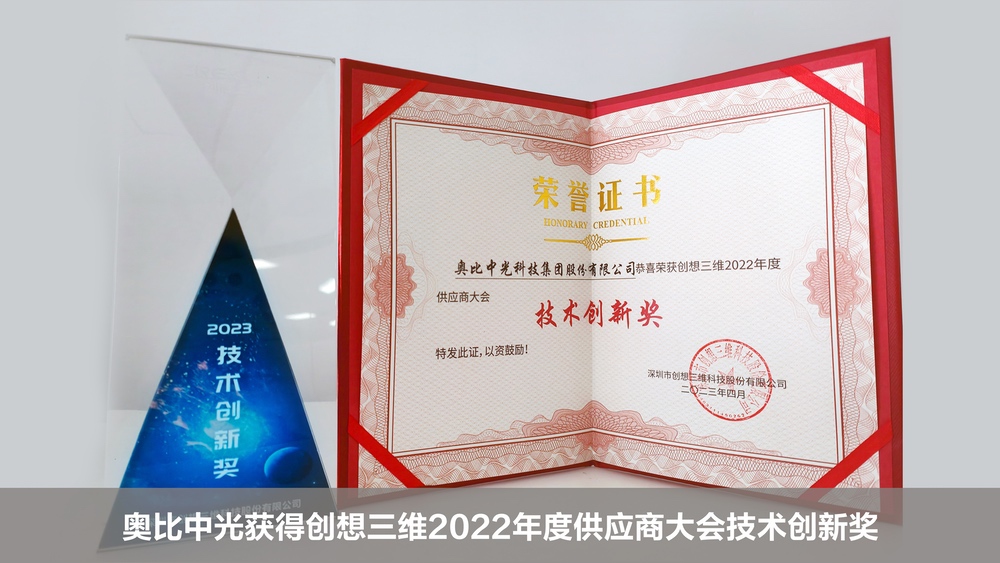 2023
技术创新奖
荣誉证书
HONORARY CREDENTIAL
奥比中光科技集团股份有限公司恭喜荣获创想三维2022年度
供应商大会
技术创新奖
特发此证,以资鼓励!
深圳市创想三维科技股份有限公司
二〇二三年四月
奥比中光获得创想三维2022年度供应商大会技术创新奖